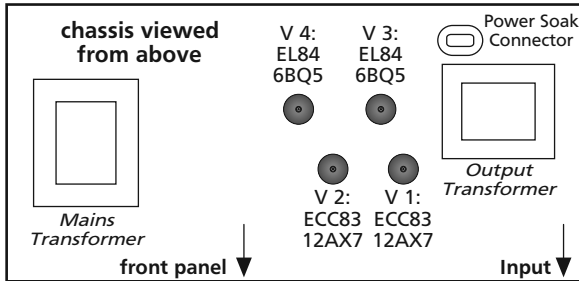 chassis viewed
from above
V 4:
EL84
6BQ5
V 3:
EL84
6BQ5
Power Soak
Connector
Mains
Transformer
V 2:
ECC83
12AX7
V 1:
ECC83
12AX7
Output
Transformer
front panel
Input